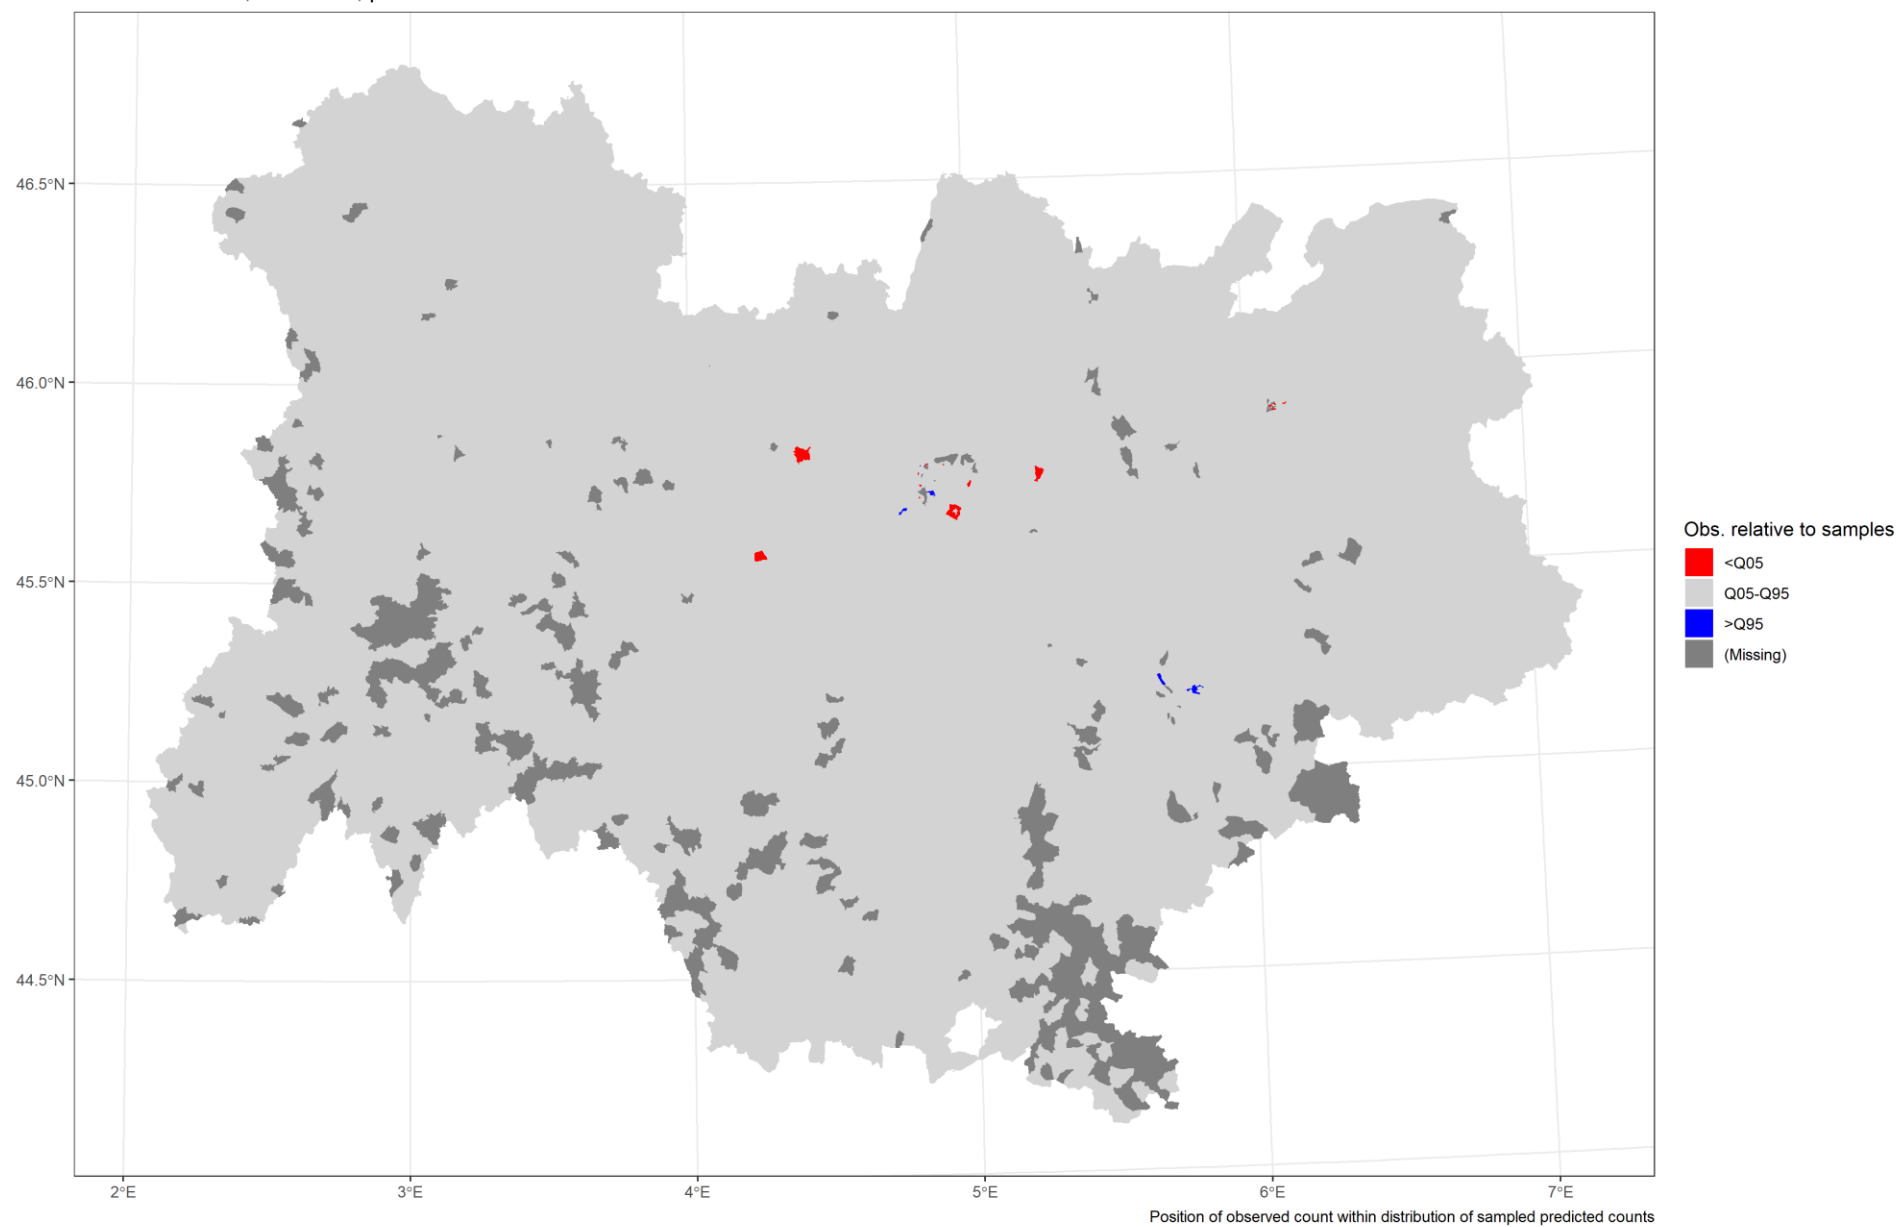 46.5°N
46.0°N
45.5°N
45.0°N
44.5°N
2°E 3°E 4°E 5°E 6°E 7°E
Position of observed count within distribution of sampled predicted counts
Obs. relative to samples
<Q05
Q05-Q95
>Q95
(Missing)